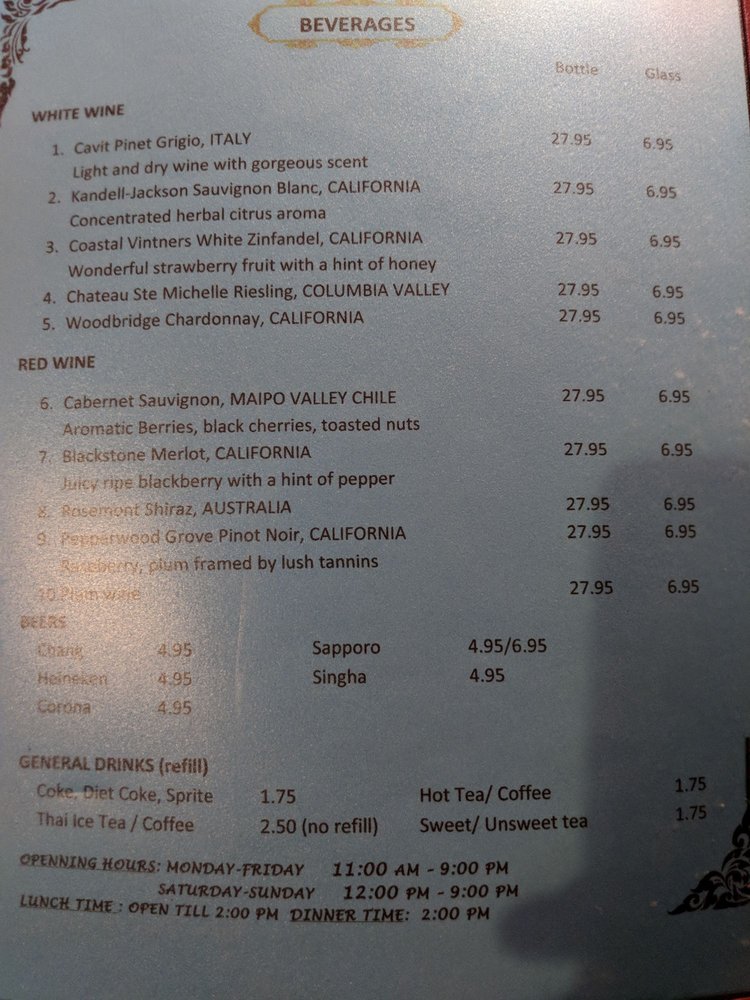 BEVERAGES
Bottle Glass
WHITE WINE
1. Cavit Pinet Grigio, ITALY 27.95 6.95
Light and dry wine with gorgeous scent
2. Kandell-Jackson Sauvignon Blanc, CALIFORNIA 27.95 6.95
Concentrated herbal citrus aroma
3. Coastal Vintners White Zinfandel, CALIFORNIA 27.95 6.95
Wonderful strawberry fruit with a hint of honey
4. Chateau Ste Michelle Riesling, COLUMBIA VALLEY 27.95 6.95
5. Woodbridge Chardonnay, CALIFORNIA 27.95 6.95
RED WINE
6. Cabernet Sauvignon, MAIPO VALLEY CHILE 27.95 6.95
Aromatic Berries, black cherries, toasted nuts
7. Blackstone Merlot, CALIFORNIA 27.95 6.95
Juicy ripe blackberry with a hint of pepper
8. Rosemont Shiraz, AUSTRALIA 27.95 6.95
9. Pepperwood Grove Pinot Noir, CALIFORNIA 27.95 6.95
Raspberry, plum framed by lush tannins
10 Plum wine 27.95 6.95
BEERS
Chang 4.95 Sapporo 4.95/6.95
Heineken 4.95 Singha 4.95
Corona 4.95
GENERAL DRINKS (refill)
Coke, Diet Coke, Sprite 1.75 Hot Tea/ Coffee 1.75
Thai Ice Tea / Coffee 2.50 (no refill) Sweet/ Unsweet tea 1.75
OPENNING HOURS: MONDAY-FRIDAY 11:00 AM - 9:00 PM
SATURDAY-SUNDAY 12:00 PM - 9:00 PM
LUNCH TIME : OPEN TILL 2:00 PM DINNER TIME: 2:00 PM